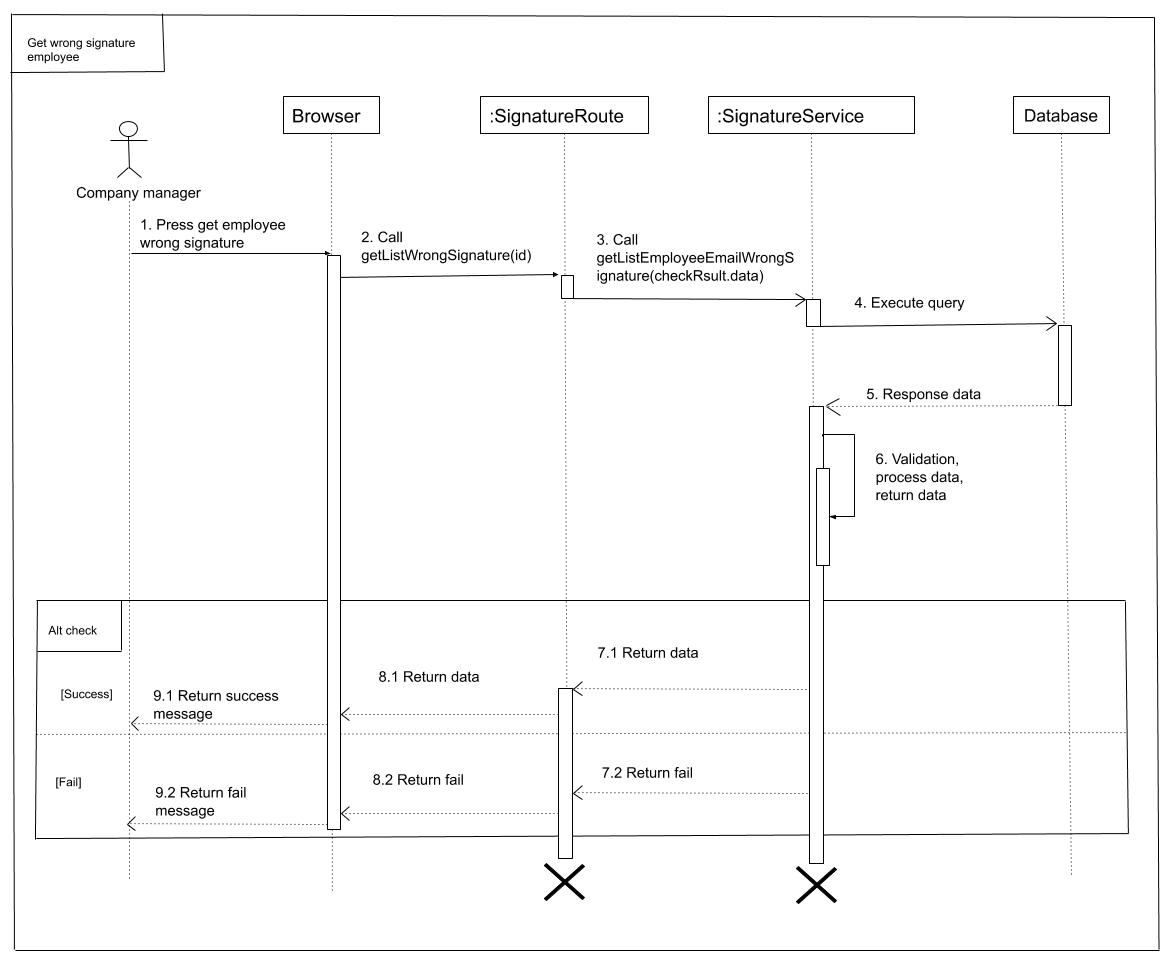 Get wrong signature
employee
Browser
:SignatureRoute
:SignatureService
Database
Company manager
1. Press get employee
wrong signature
2. Call
getListWrongSignature(id)
3. Call
getListEmployeeEmailWrongS
ignature(checkRsult.data)
4. Execute query
5. Response data
6. Validation,
process data,
return data
Alt check
7.1 Return data
8.1 Return data
[Success]
9.1 Return success
message
7.2 Return fail
8.2 Return fail
[Fail]
9.2 Return fail
message